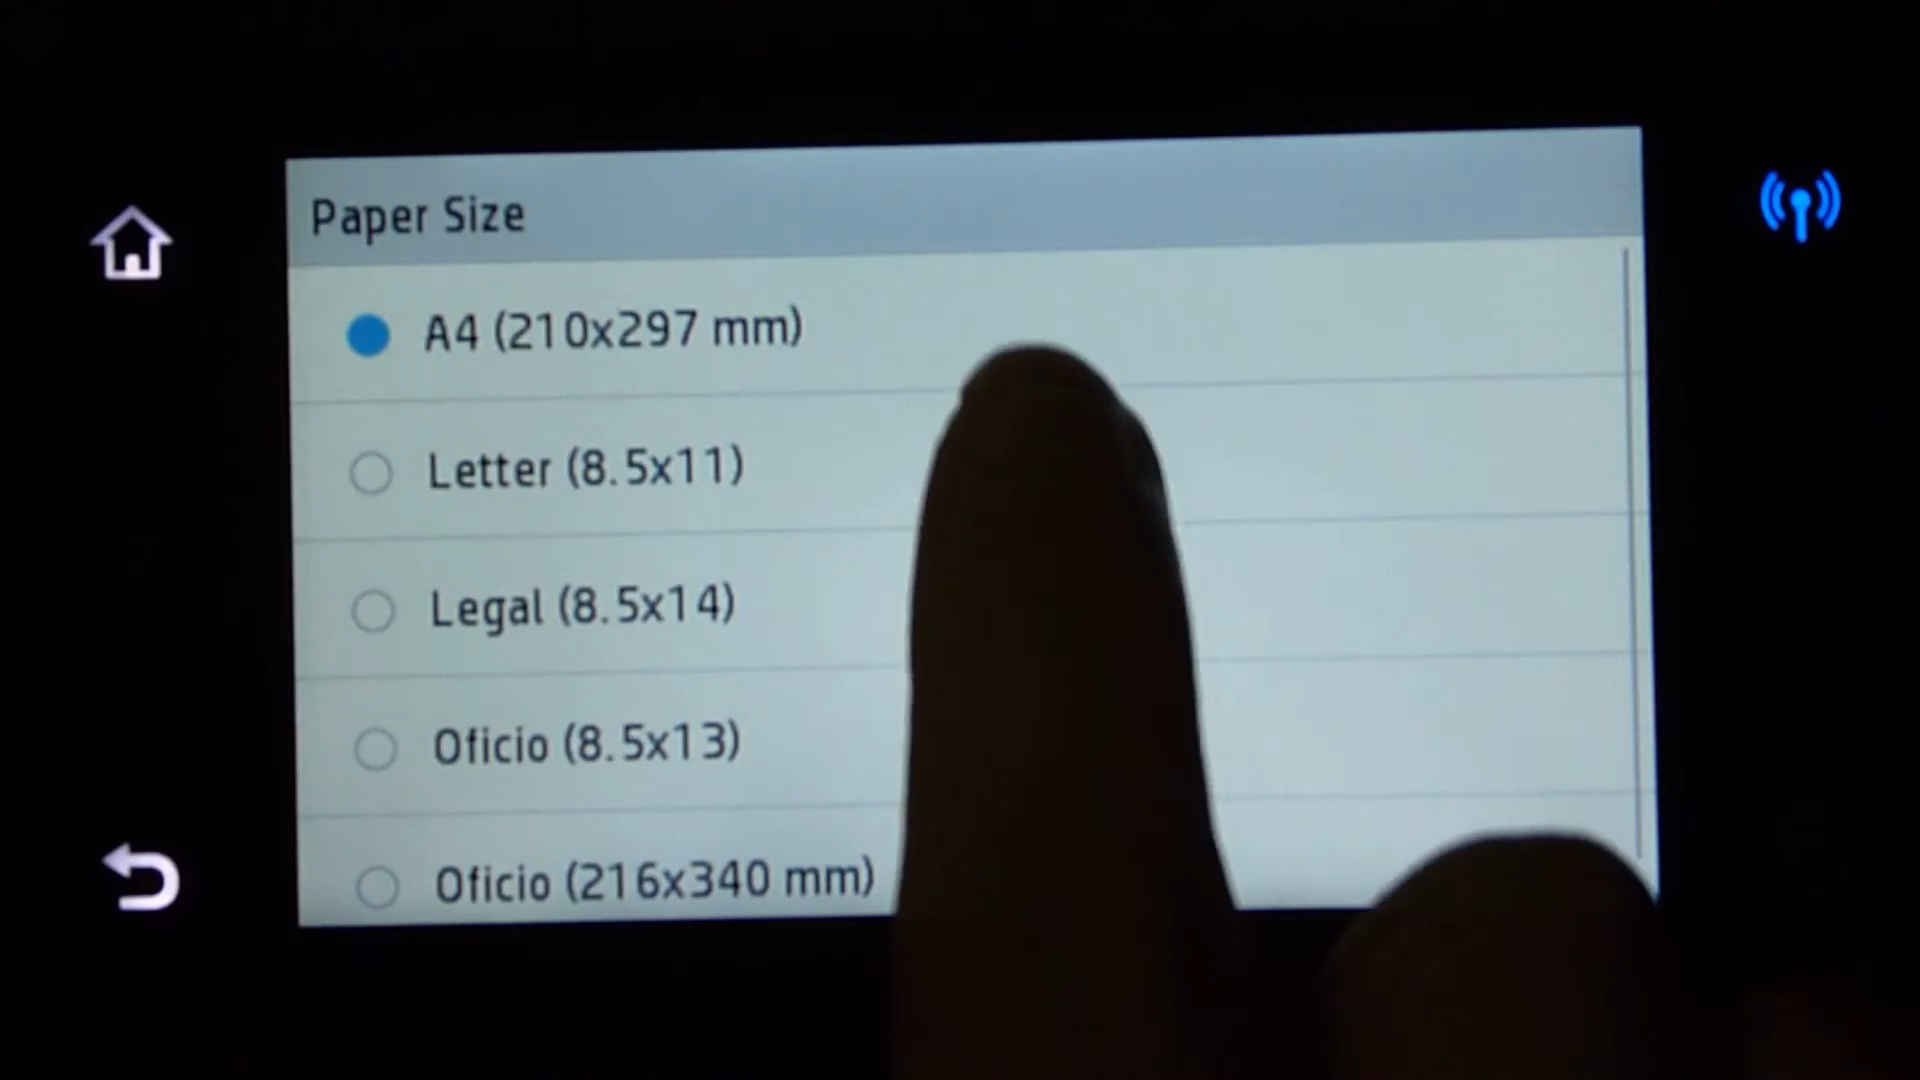 Paper Size
A4 (210x297 mm)
Letter (8.5x11)
Legal (8.5x14)
Oficio (8.5x13)
Oficio (216x340 mm)